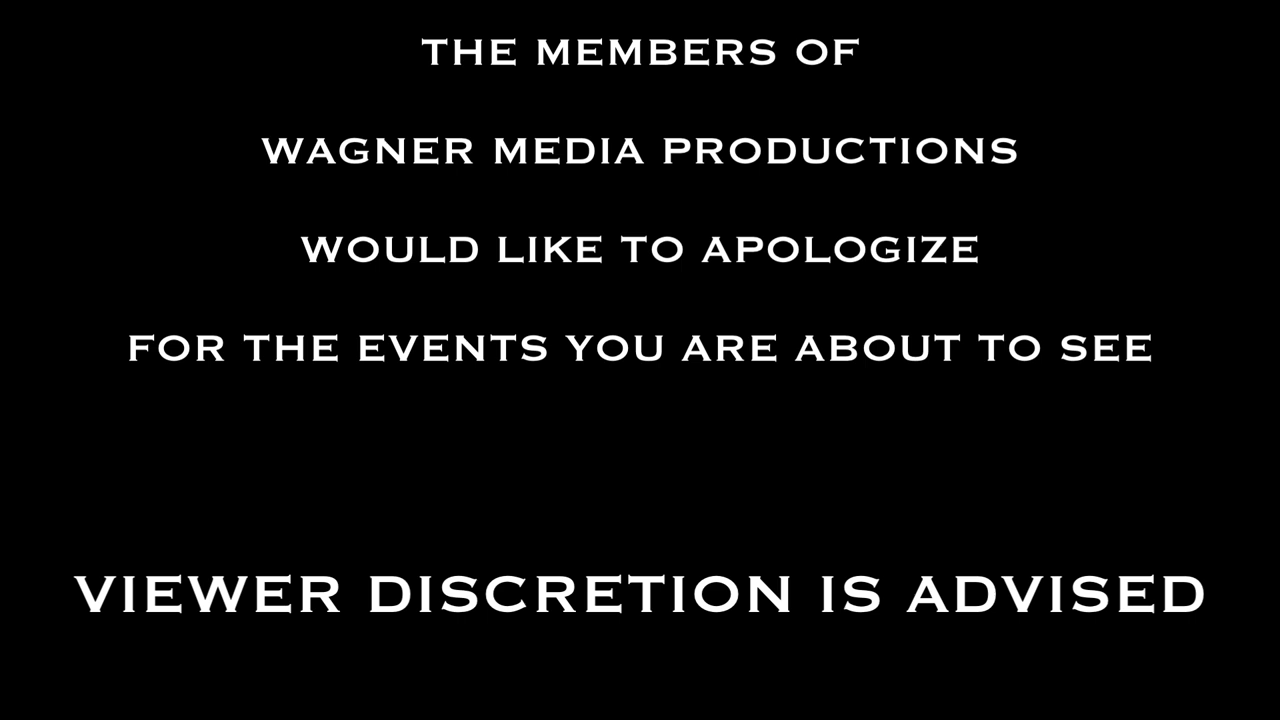 THE MEMBERS OF
WAGNER MEDIA PRODUCTIONS
WOULD LIKE TO APOLOGIZE
FOR THE EVENTS YOU ARE ABOUT TO SEE
VIEWER DISCRETION IS ADVISED